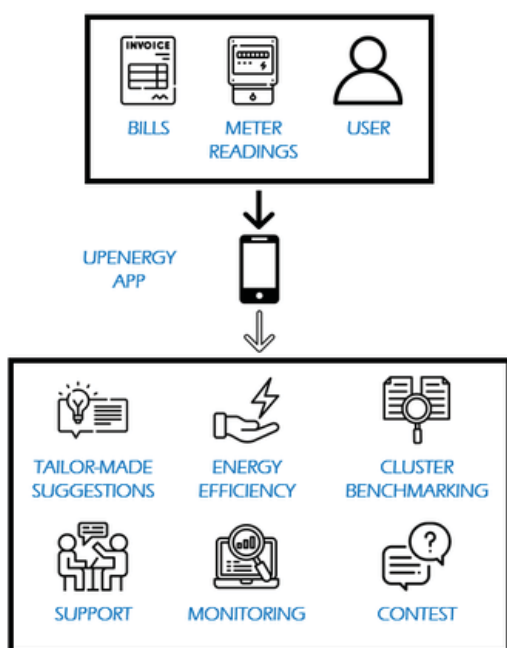 INVOICE
BILLS
METER
READINGS
USER
UPENERGY
APP
TAILOR-MADE
SUGGESTIONS
ENERGY
EFFICIENCY
CLUSTER
BENCHMARKING
?
SUPPORT
MONITORING
CONTEST